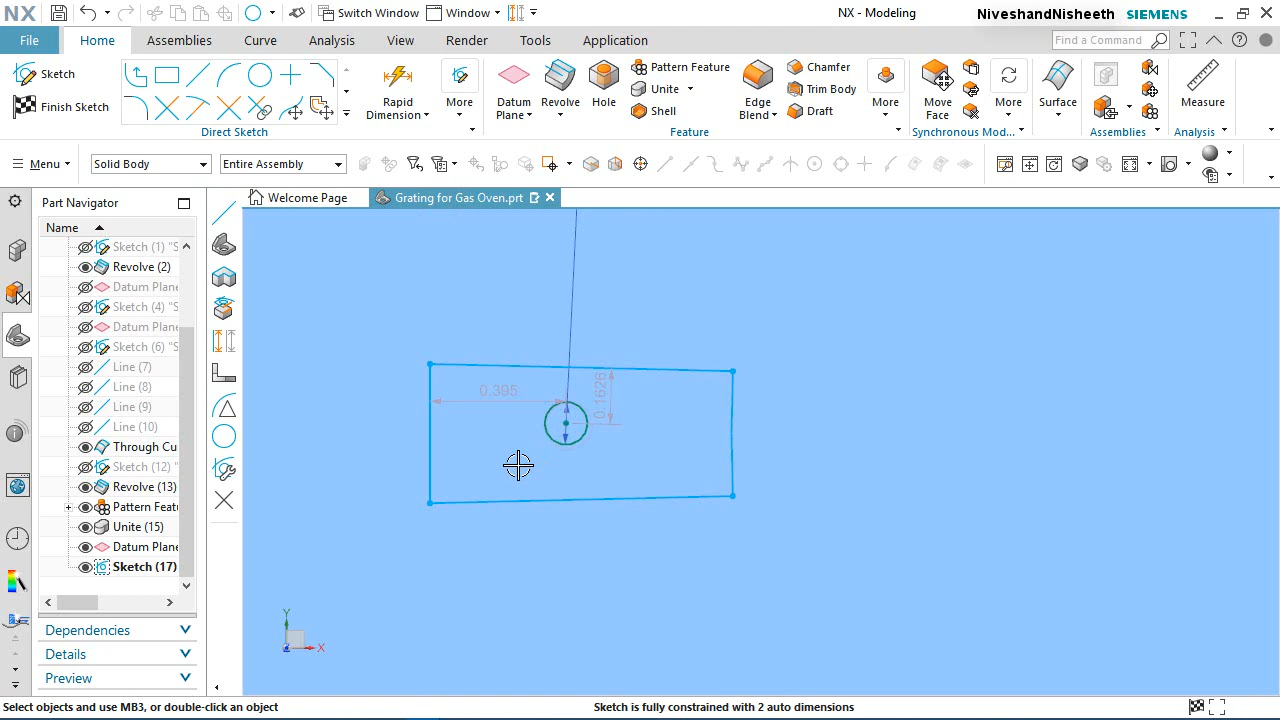 NX
Switch Window
Window
NX - Modeling
NiveshandNisheeth
SIEMENS
File
Home
Assemblies
Curve
Analysis
View
Render
Tools
Application
Find a Command
Sketch
Finish Sketch
Direct Sketch
Rapid
Dimension
More
Datum
Plane
Revolve
Hole
Pattern Feature
Unite
Shell
Edge
Blend
Chamfer
Trim Body
Draft
More
Feature
Move
Face
More
Synchronous Mod...
Surface
Assemblies
Measure
Analysis
Menu
Solid Body
Entire Assembly
Part Navigator
Welcome Page
Grating for Gas Oven.prt
Name
Sketch (1) "S
Revolve (2)
Datum Plane
Sketch (4) "S
Datum Plane
Sketch (6) "S
Line (7)
Line (8)
Line (9)
Line (10)
Through Cu
Sketch (12) "S
Revolve (13)
Pattern Featu
Unite (15)
Datum Plane
Sketch (17)
Dependencies
Details
Preview
0.395
0.1626
Y
X
Select objects and use MB3, or double-click an object
Sketch is fully constrained with 2 auto dimensions